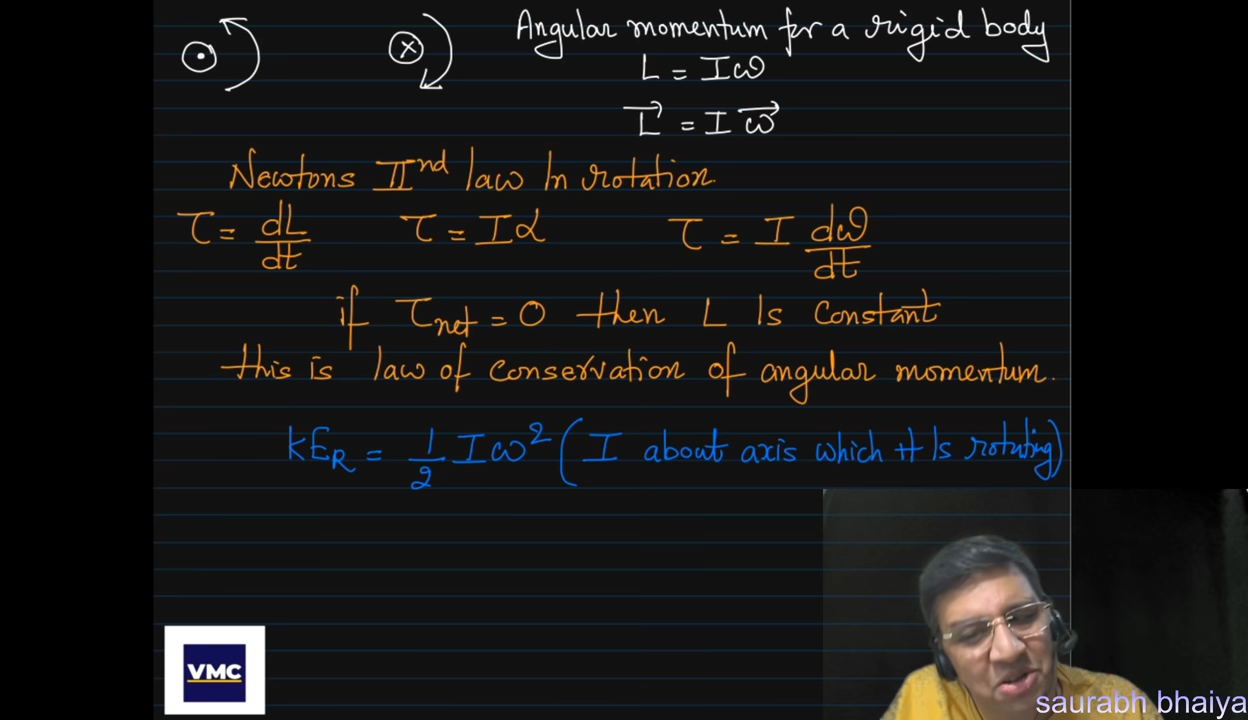 Angular momentum for a rigid body
L = Iω
L⃗ = I ω⃗
Newtons IInd law In rotation
τ = dL/dt τ = Iα τ = I dω/dt
if τnet = 0 then L Is constant
this is law of conservation of angular momentum.
KER = 1/2 Iω² ( I about axis which it Is rotating)
VMC
saurabh bhaiya